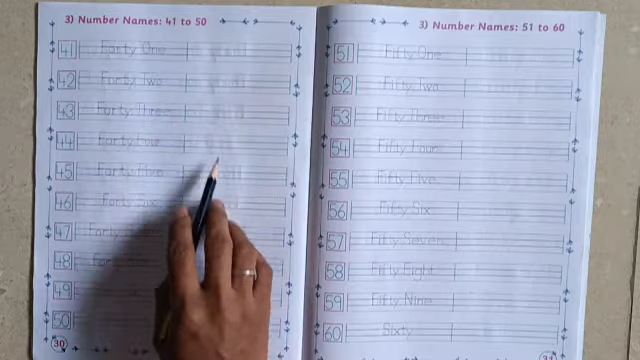 3) Number Names: 41 to 50
41 Forty One
42 Forty Two
43 Forty Three
44 Forty Four
45 Forty Five
46 Forty Six
47 Forty
48 Forty
49
50
30
3) Number Names: 51 to 60
51 Fifty One
52 Fifty Two
53 Fifty Three
54 Fifty Four
55 Fifty Five
56 Fifty Six
57 Fifty Seven
58 Fifty Eight
59 Fifty Nine
60 Sixty
31